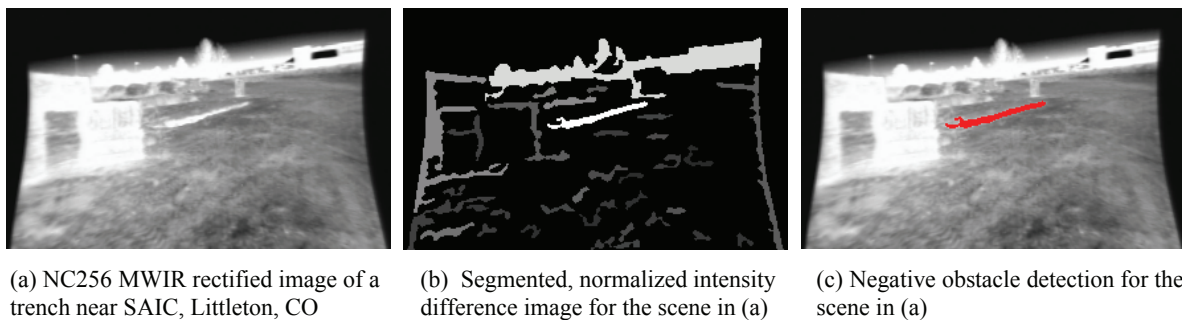 (a) NC256 MWIR rectified image of a
trench near SAIC, Littleton, CO
(b)  Segmented, normalized intensity
difference image for the scene in (a)
(c) Negative obstacle detection for the
scene in (a)